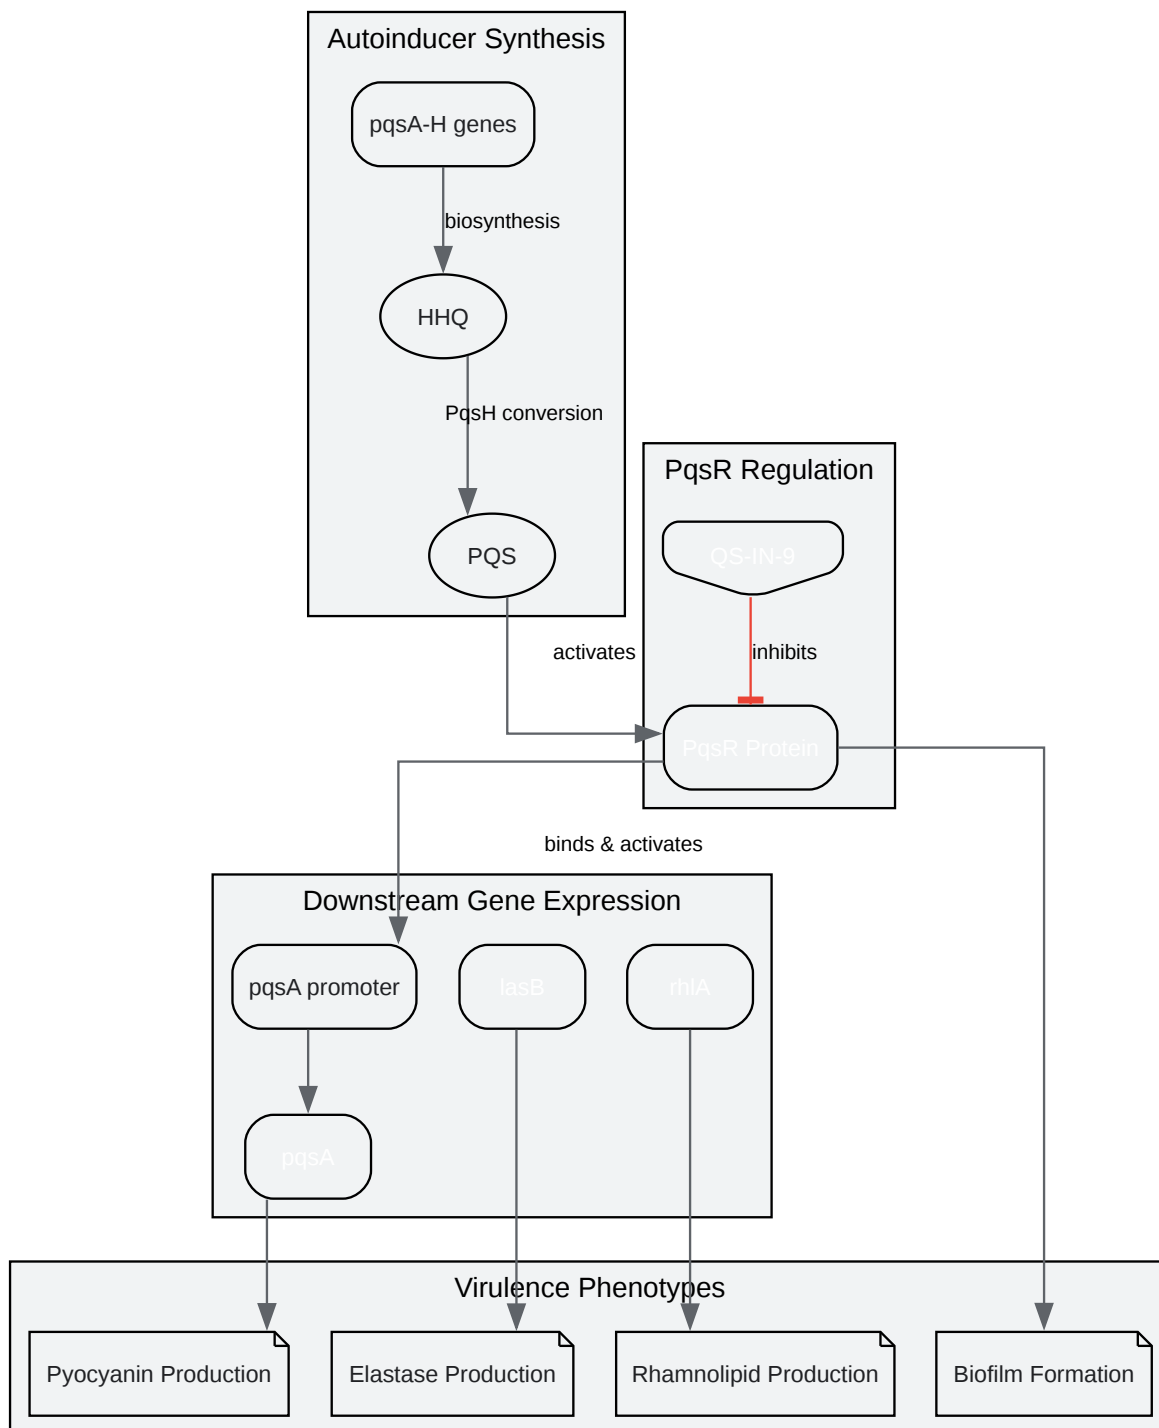 Autoinducer Synthesis
pqsA-H genes
biosynthesis
HHQ
PqsH conversion
PQS
PqsR Regulation
QS-IN-9
activates
inhibits
PqsR Protein
binds & activates
Downstream Gene Expression
pqsA promoter
lasB
rhlA
pqsA
Virulence Phenotypes
Pyocyanin Production
Elastase Production
Rhamnolipid Production
Biofilm Formation